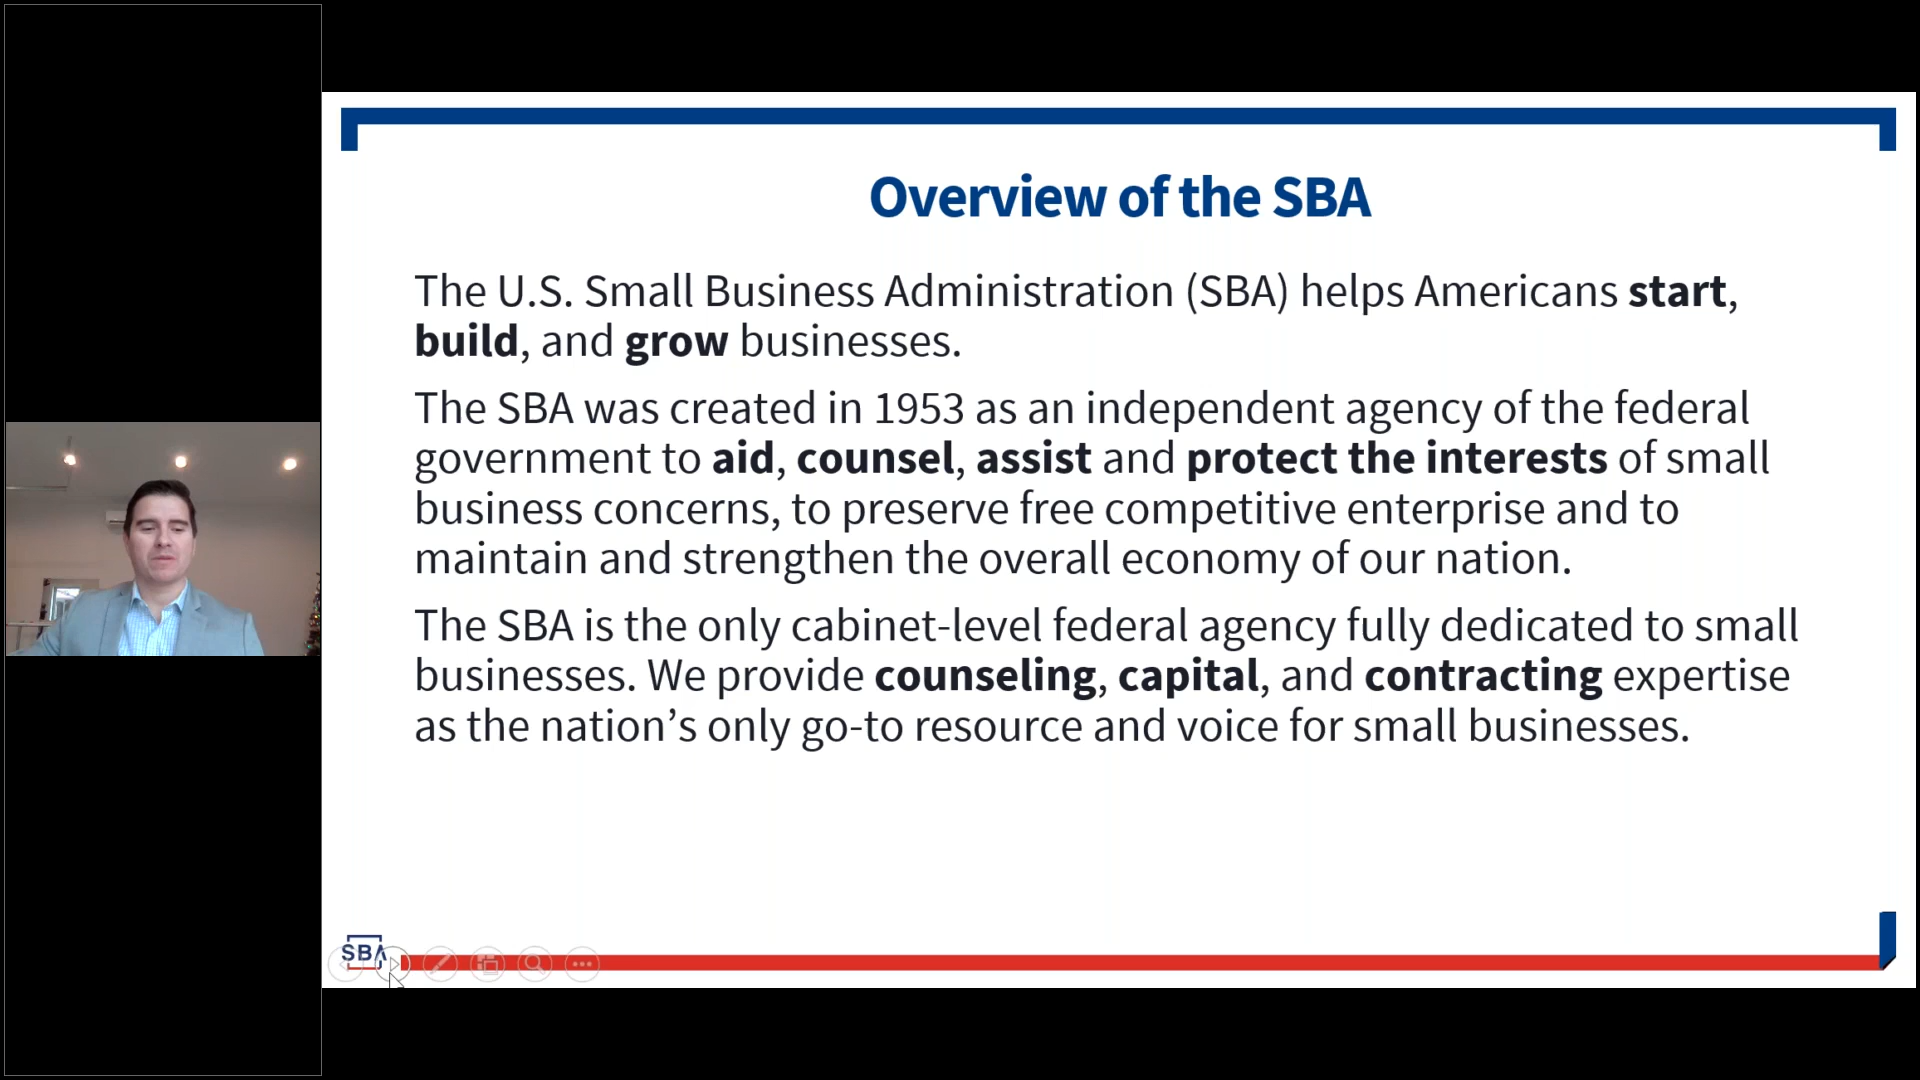 Overview of the SBA
The U.S. Small Business Administration (SBA) helps Americans start,
build, and grow businesses.
The SBA was created in 1953 as an independent agency of the federal
government to aid, counsel, assist and protect the interests of small
business concerns, to preserve free competitive enterprise and to
maintain and strengthen the overall economy of our nation.
The SBA is the only cabinet-level federal agency fully dedicated to small
businesses. We provide counseling, capital, and contracting expertise
as the nation’s only go-to resource and voice for small businesses.
SBA